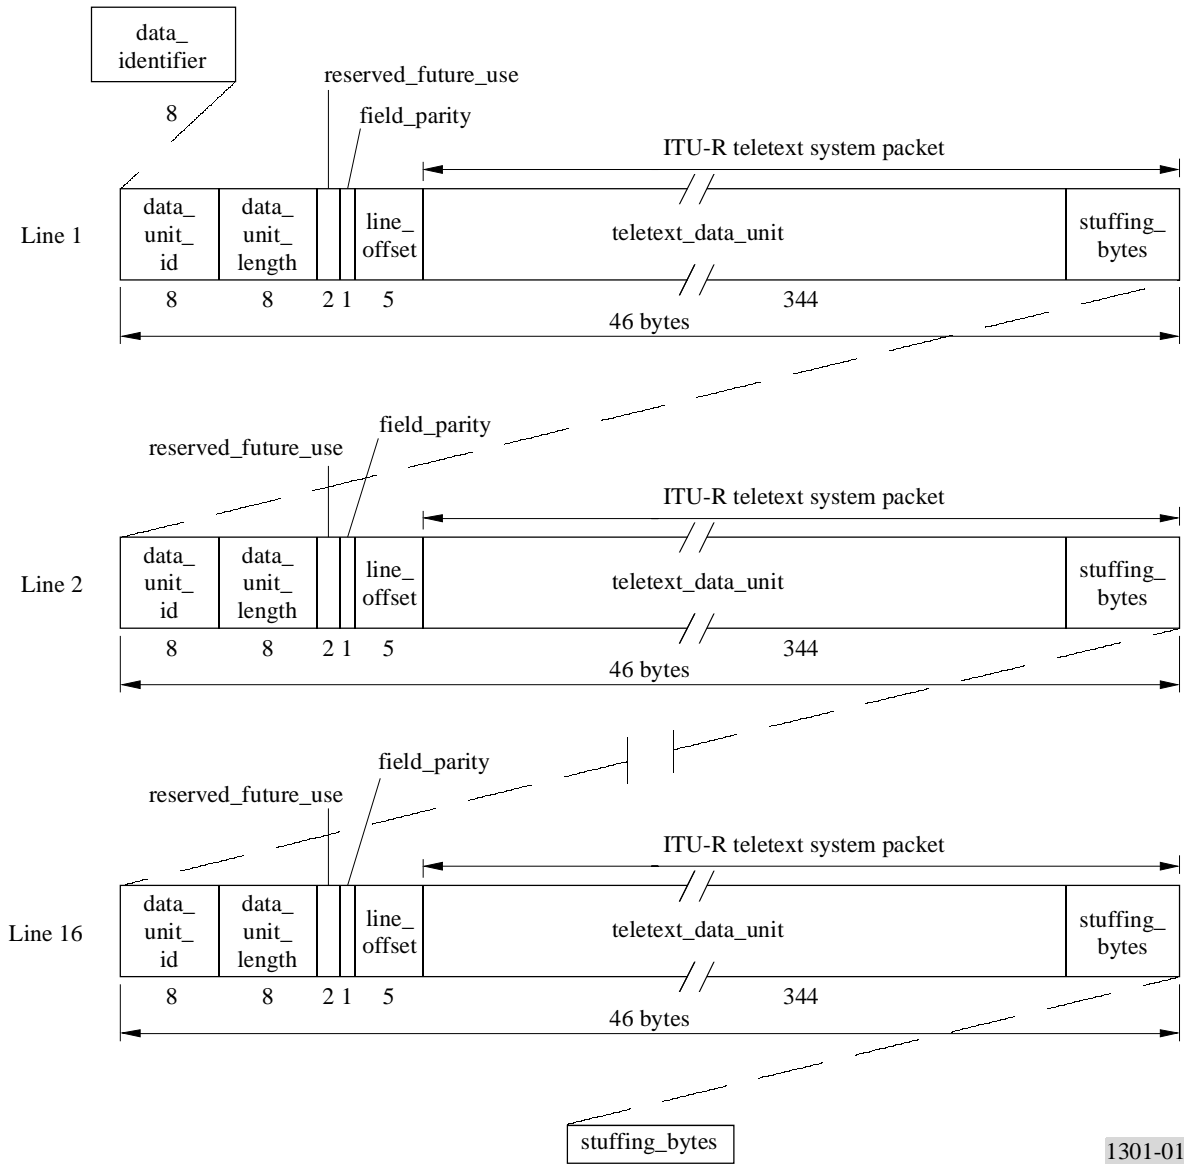 data_
identifier
8
reserved_future_use
field_parity
ITU-R teletext system packet
Line 1
data_
unit_
id
data_
unit_
length
line_
offset
teletext_data_unit
stuffing_
bytes
8 8 2 1 5 344
46 bytes
field_parity
reserved_future_use
ITU-R teletext system packet
Line 2
data_
unit_
id
data_
unit_
length
line_
offset
teletext_data_unit
stuffing_
bytes
8 8 2 1 5 344
46 bytes
field_parity
reserved_future_use
ITU-R teletext system packet
Line 16
data_
unit_
id
data_
unit_
length
line_
offset
teletext_data_unit
stuffing_
bytes
8 8 2 1 5 344
46 bytes
stuffing_bytes
1301-01